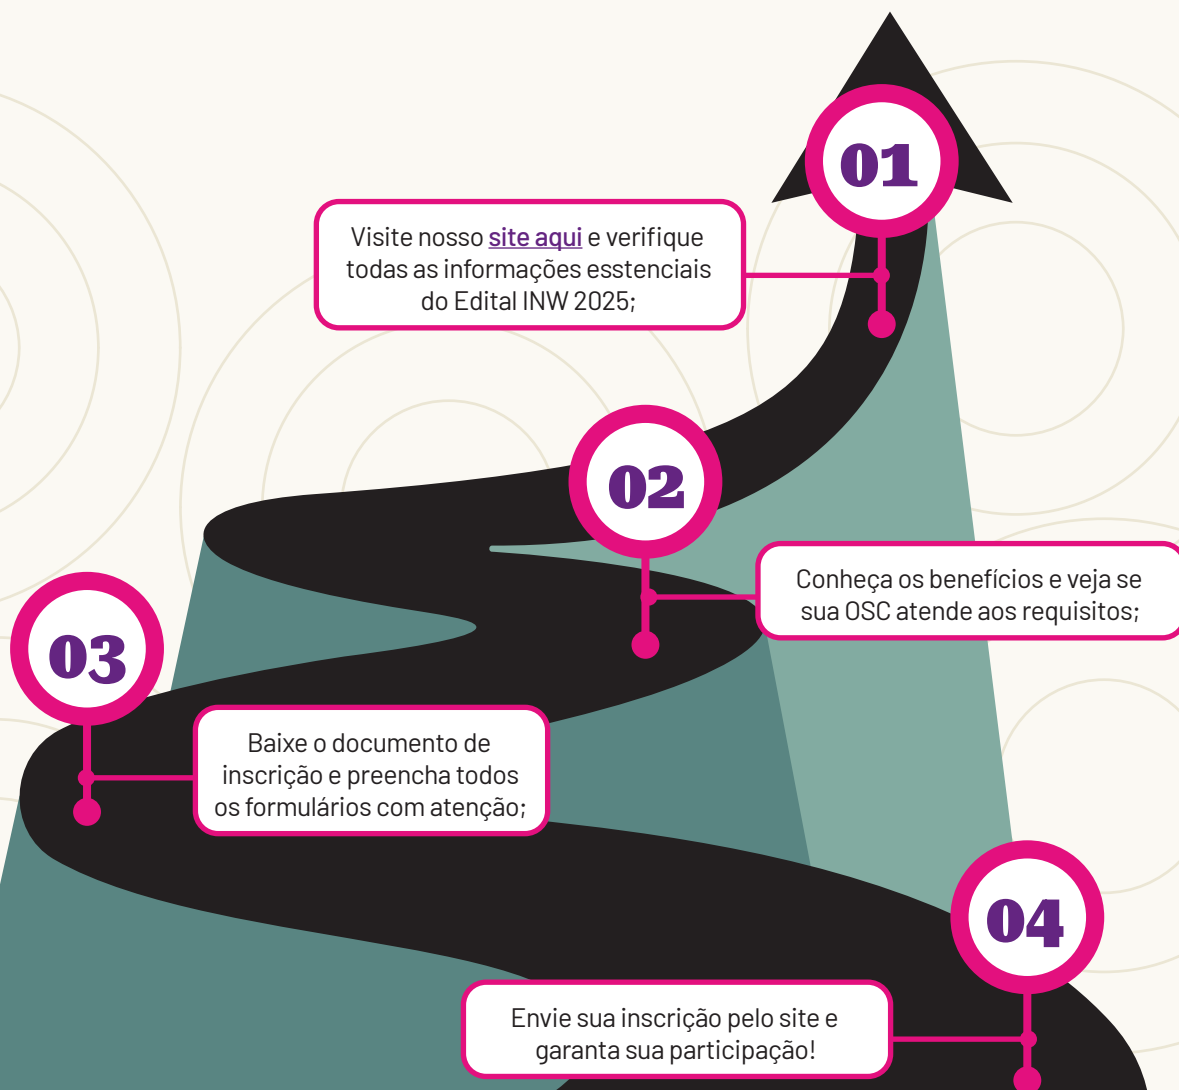 01
Visite nosso site aqui e verifique
todas as informações esstenciais
do Edital INW 2025;
02
Conheça os benefícios e veja se
sua OSC atende aos requisitos;
03
Baixe o documento de
inscrição e preencha todos
os formulários com atenção;
04
Envie sua inscrição pelo site e
garanta sua participação!